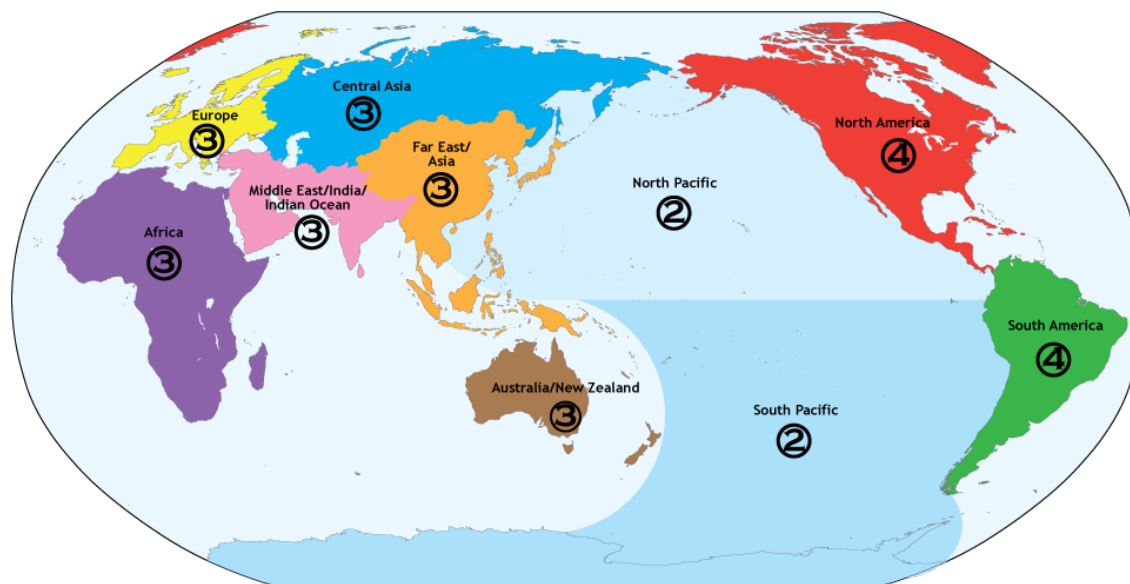 Central Asia
③
Europe
③
North America
④
Far East/
Asia
③
Middle East/India/
Indian Ocean
③
North Pacific
②
Africa
③
South America
④
Australia/New Zealand
③
South Pacific
②